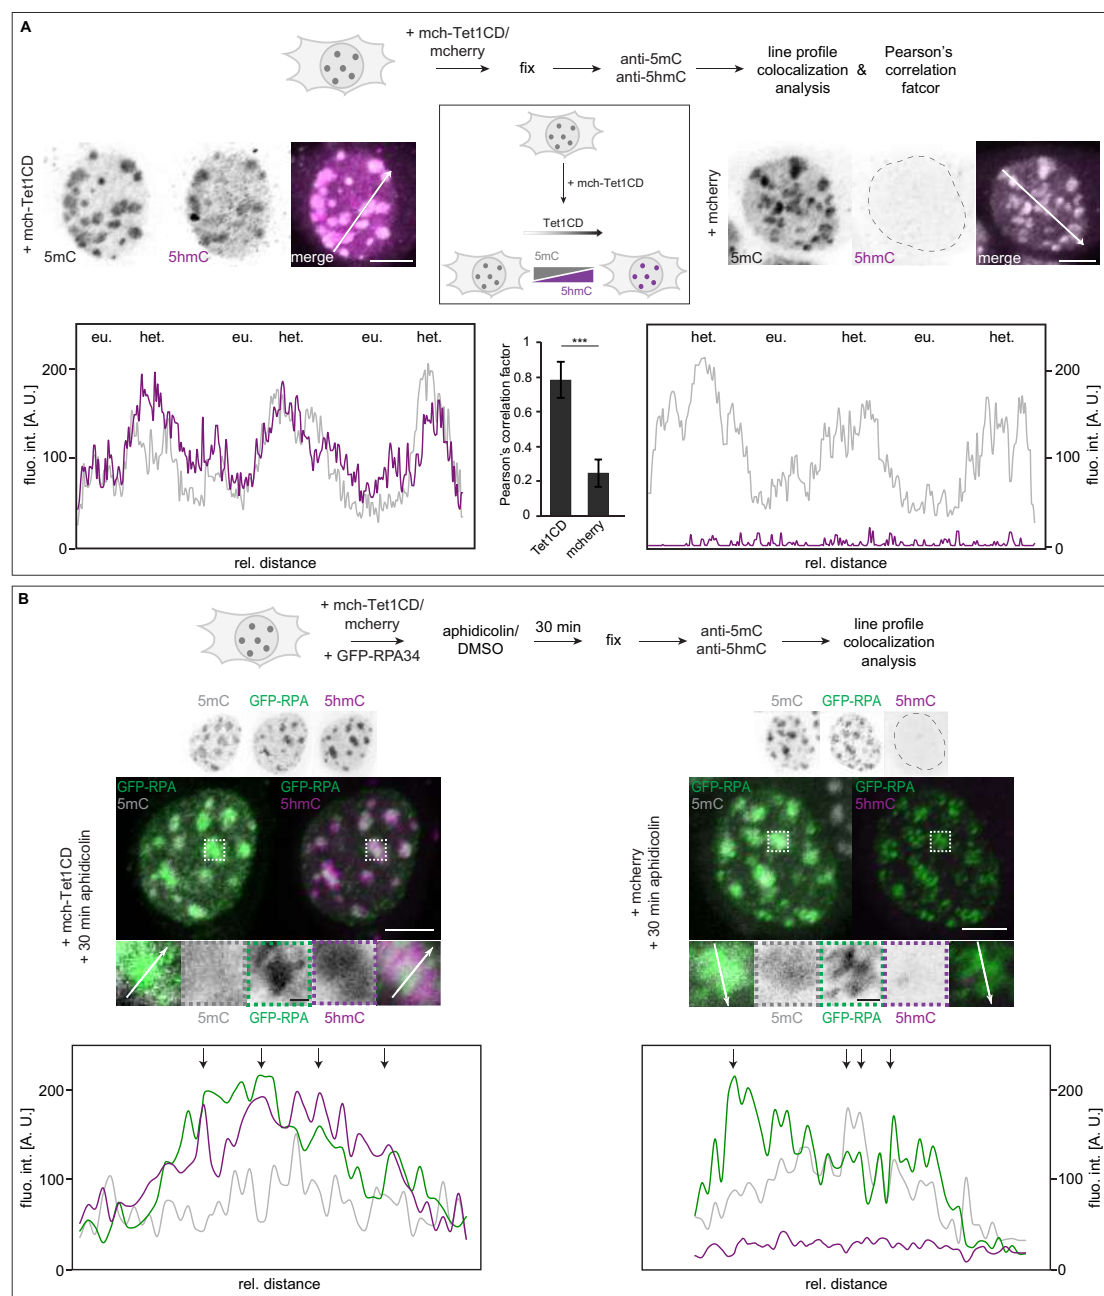 A
+ mch-Tet1CD/
mcherry
fix
anti-5mC
anti-5hmC
line profile
colocalization &
analysis
Pearson's
correlation
fatcor
+ mch-Tet1CD
5mC
5hmC
merge
+ mch-Tet1CD
Tet1CD
5mC
5hmC
+ mcherry
5mC
5hmC
merge
eu. het. eu. het. eu. het.
fluo. int. [A. U.]
200
100
0
rel. distance
Pearson's correlation factor
1
0.8
0.6
0.4
0.2
0
***
Tet1CD
mcherry
het. eu. het. eu. het.
200
100
0
fluo. int. [A. U.]
rel. distance
B
+ mch-Tet1CD/
mcherry
+ GFP-RPA34
aphidicolin/
DMSO
30 min
fix
anti-5mC
anti-5hmC
line profile
colocalization
analysis
5mC GFP-RPA 5hmC
+ mch-Tet1CD
+ 30 min aphidicolin
GFP-RPA
5mC
GFP-RPA
5hmC
5mC GFP-RPA 5hmC
5mC GFP-RPA 5hmC
+ mcherry
+ 30 min aphidicolin
GFP-RPA
5mC
GFP-RPA
5hmC
5mC GFP-RPA 5hmC
fluo. int. [A. U.]
200
100
0
rel. distance
200
100
0
fluo. int. [A. U.]
rel. distance